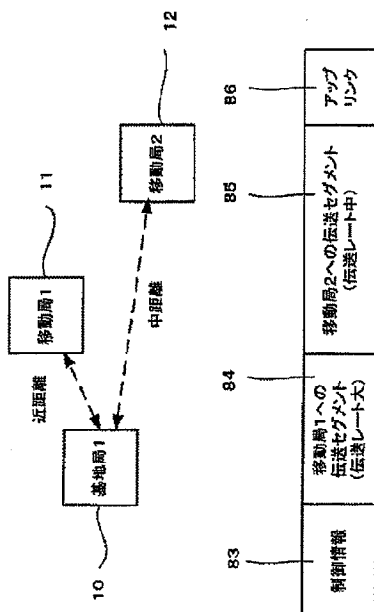 11
12
移動局1
移動局2
近距離
中距離
基地局1
10
83
84
85
86
制御情報
移動局1への
伝送セグメント
(伝送レート大)
移動局2への伝送セグメント
(伝送レート中)
アップ
リンク